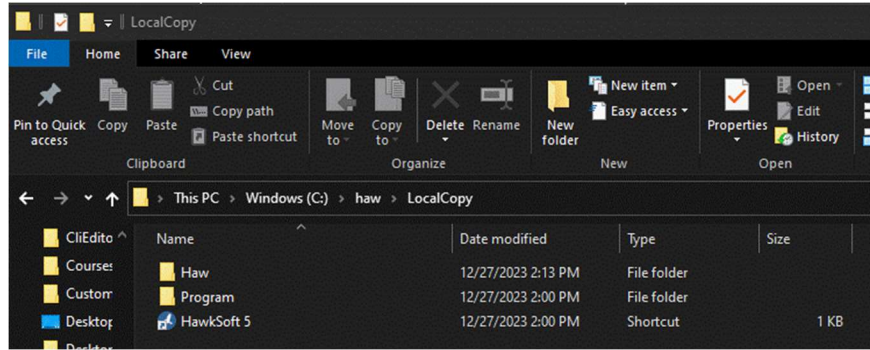 LocalCopy
File Home Share View
Pin to Quick access
Copy
Paste
Cut
Copy path
Paste shortcut
Clipboard
Move to
Copy to
Delete
Rename
Organize
New folder
New item
Easy access
New
Properties
Open
Edit
History
Open
This PC > Windows (C:) > haw > LocalCopy
CliEdito
Courses
Custom
Desktop
Name Date modified Type Size
Haw 12/27/2023 2:13 PM File folder
Program 12/27/2023 2:00 PM File folder
HawkSoft 5 12/27/2023 2:00 PM Shortcut 1 KB